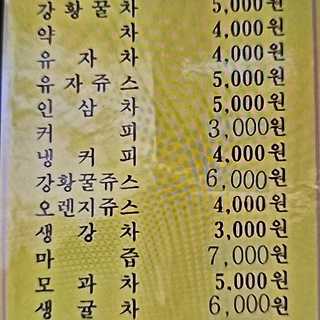 강황꿀차 5,000원
약차 4,000원
유자차 4,000원
유자쥬스 5,000원
인삼차 5,000원
커피 3,000원
냉커피 4,000원
강황꿀쥬스 6,000원
오렌지쥬스 4,000원
생강차 3,000원
마즙 7,000원
모과차 5,000원
생귤차 6,000원